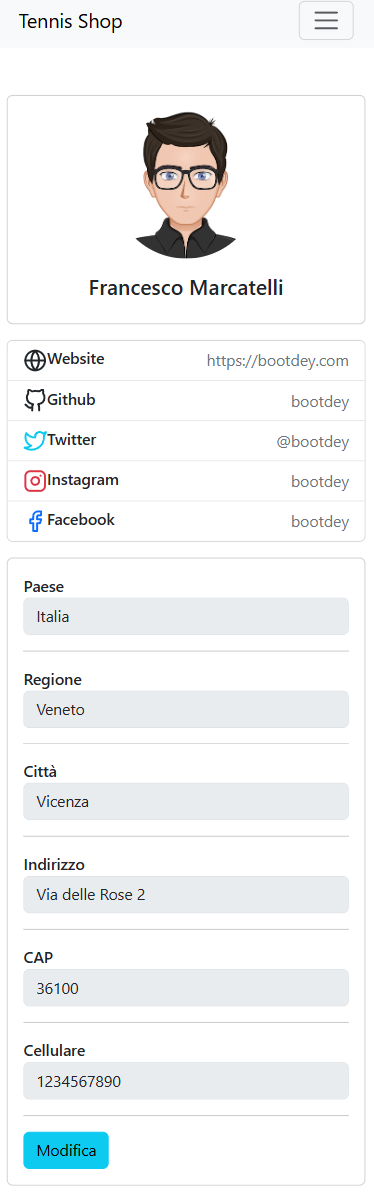 Tennis Shop
Francesco Marcatelli
Website https://bootdey.com
Github bootdey
Twitter @bootdey
Instagram bootdey
Facebook bootdey
Paese
Italia
Regione
Veneto
Città
Vicenza
Indirizzo
Via delle Rose 2
CAP
36100
Cellulare
1234567890
Modifica